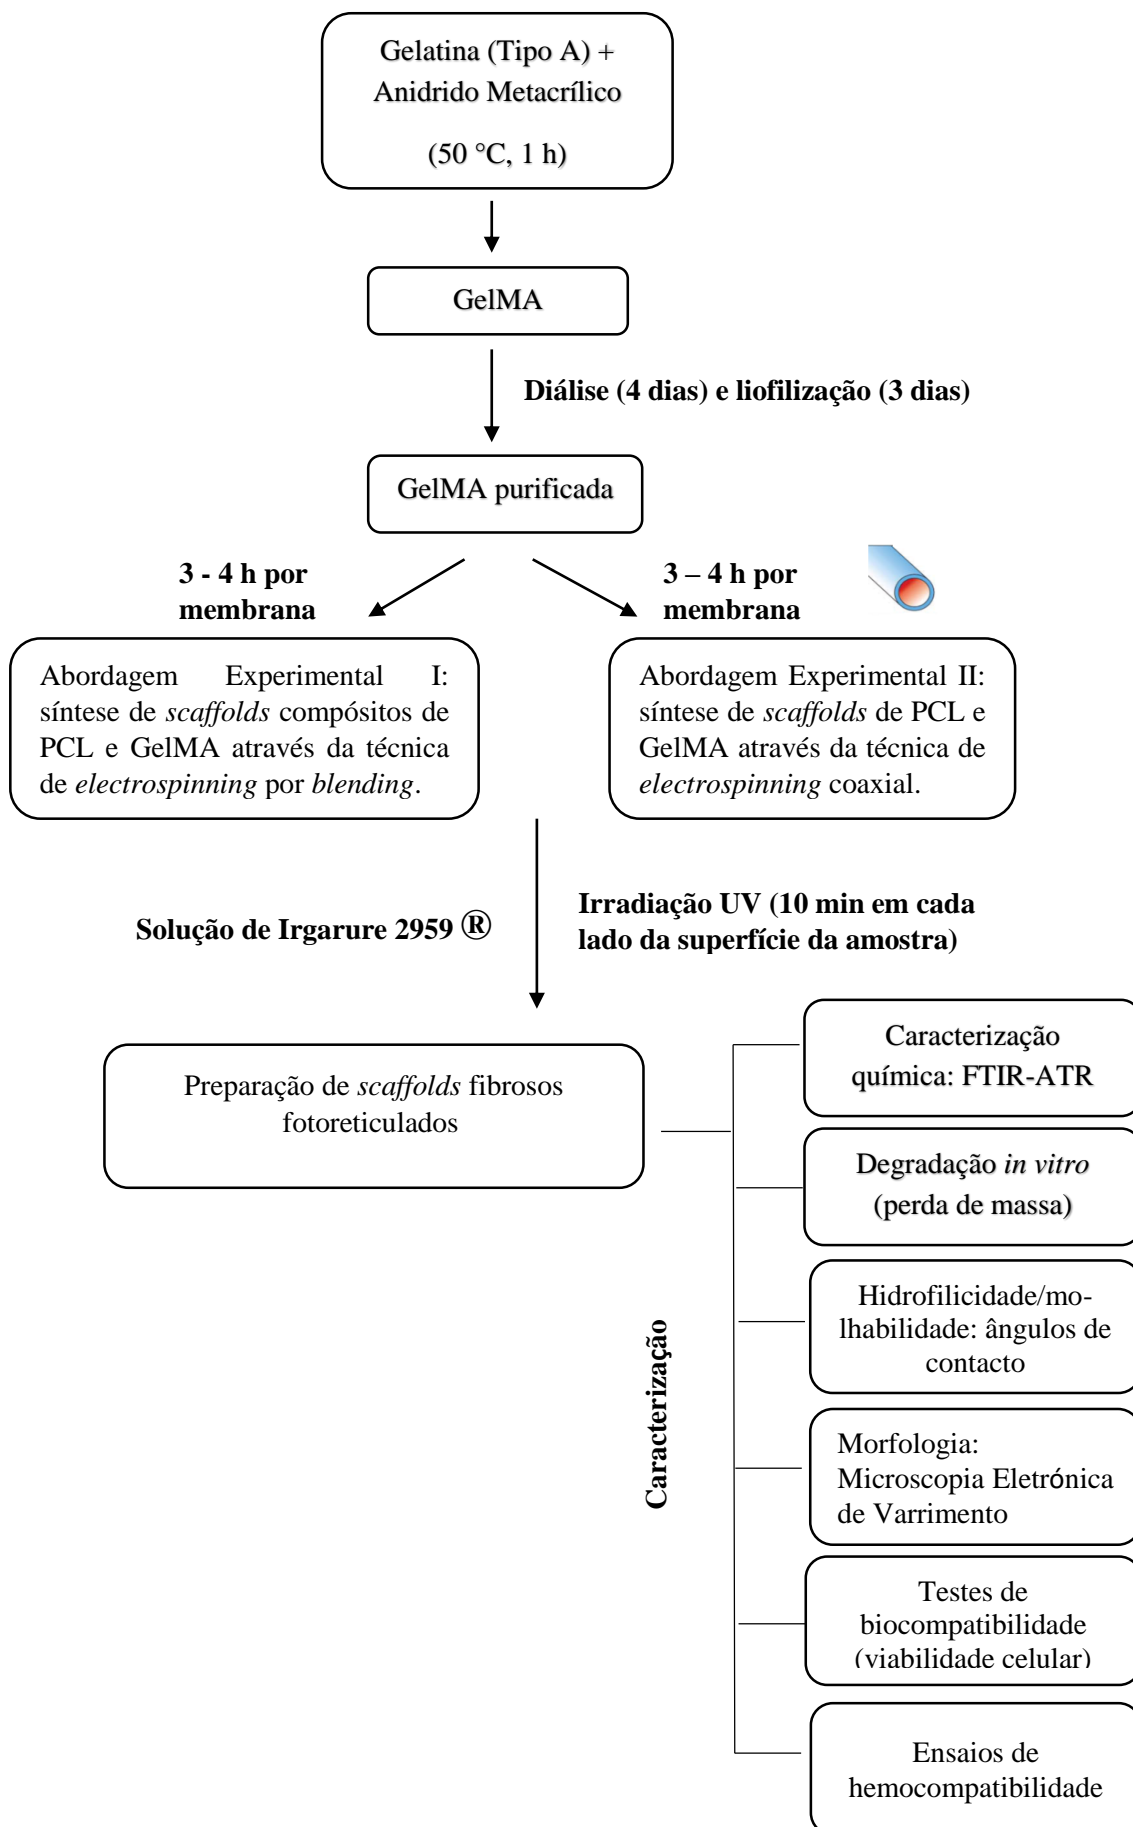 Gelatina (Tipo A) +
Anidrido Metacrílico
(50 °C, 1 h)
GelMA
Diálise (4 dias) e liofilização (3 dias)
GelMA purificada
3 - 4 h por
membrana
3 – 4 h por
membrana
Abordagem Experimental I:
síntese de scaffolds compósitos de
PCL e GelMA através da técnica
de electrospinning por blending.
Abordagem Experimental II:
síntese de scaffolds de PCL e
GelMA através da técnica de
electrospinning coaxial.
Solução de Irgarure 2959 ®
Irradiação UV (10 min em cada
lado da superfície da amostra)
Preparação de scaffolds fibrosos
fotoreticulados
Caracterização
Caracterização
química: FTIR-ATR
Degradação in vitro
(perda de massa)
Hidrofilicidade/mo-
lhabilidade: ângulos de
contacto
Morfologia:
Microscopia Eletrónica
de Varrimento
Testes de
biocompatibilidade
(viabilidade celular)
Ensaios de
hemocompatibilidade